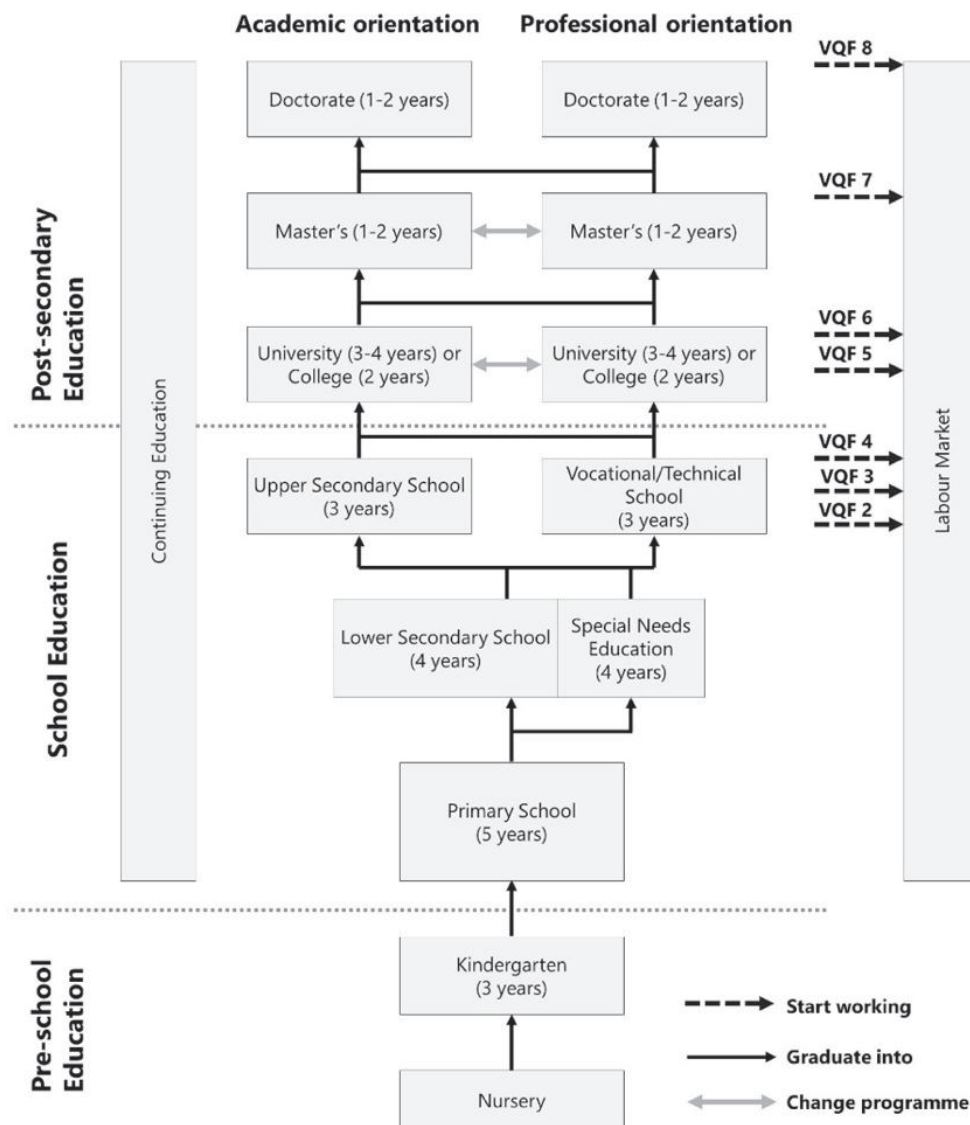 Academic orientation
Professional orientation
VQF 8
Doctorate (1-2 years)
Doctorate (1-2 years)
VQF 7
Master's (1-2 years)
Master's (1-2 years)
Post-secondary
Education
VQF 6
University (3-4 years) or
College (2 years)
University (3-4 years) or
College (2 years)
VQF 5
Continuing Education
Labour Market
VQF 4
Upper Secondary School
(3 years)
Vocational/Technical
School
(3 years)
VQF 3
VQF 2
School Education
Lower Secondary School
(4 years)
Special Needs
Education
(4 years)
Primary School
(5 years)
Pre-school
Education
Kindergarten
(3 years)
Nursery
Start working
Graduate into
Change programme